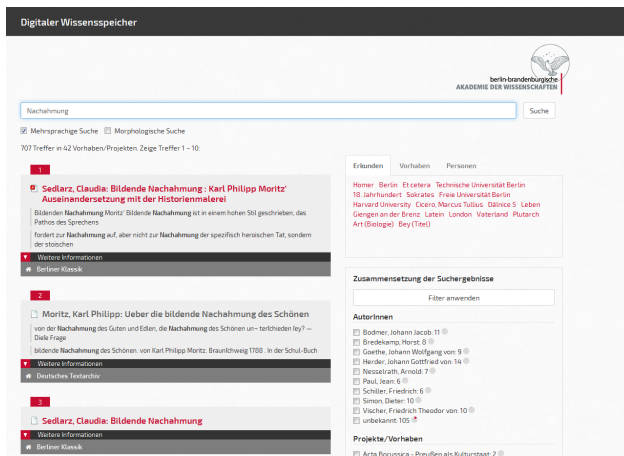 Digitaler Wissensspeicher
berlin-brandenburgische
AKADEMIE DER WISSENSCHAFTEN
Nachahmung
Suche
Mehrsprachige Suche
Morphologische Suche
707 Treffer in 42 Vorhaben/Projekten. Zeige Treffer 1 – 10:
1
Sedlarz, Claudia: Bildende Nachahmung : Karl Philipp Moritz'
Auseinandersetzung mit der Historienmalerei
Bildenden Nachahmung Moritz' Bildende Nachahmung ist in einem hohen Stil geschrieben, das
Pathos des Sprechens
fordert zur Nachahmung auf, aber nicht zur Nachahmung der spezifisch heroischen Tat, sondern
der stoischen
Weitere Informationen
Berliner Klassik
2
Moritz, Karl Philipp: Ueber die bildende Nachahmung des Schönen
von der Nachahmung des Guten und Edlen, die Nachahmung des Schönen un¬ terſchieden ſey? —
Dieſe Frage
bildende Nachahmung des Schönen. von Karl Philipp Moritz. Braunſchweig 1788 . In der Schul-Buch
Weitere Informationen
Deutsches Textarchiv
3
Sedlarz, Claudia: Bildende Nachahmung
Weitere Informationen
Berliner Klassik
Erkunden
Vorhaben
Personen
Homer Berlin Et cetera Technische Universität Berlin
18. Jahrhundert Sokrates Freie Universität Berlin
Harvard University Cicero, Marcus Tullius Dálnice 5 Leben
Giengen an der Brenz Latein London Vaterland Plutarch
Art (Biologie) Bey (Titel)
Zusammensetzung der Suchergebnisse
Filter anwenden
AutorInnen
Bodmer, Johann Jacob: 11
Bredekamp, Horst: 8
Goethe, Johann Wolfgang von: 9
Herder, Johann Gottfried von: 14
Nesselrath, Arnold: 7
Paul, Jean: 6
Schiller, Friedrich: 6
Simon, Dieter: 10
Vischer, Friedrich Theodor von: 10
unbekannt: 105
Projekte/Vorhaben
Acta Borussica - Preußen als Kulturstaat: 2